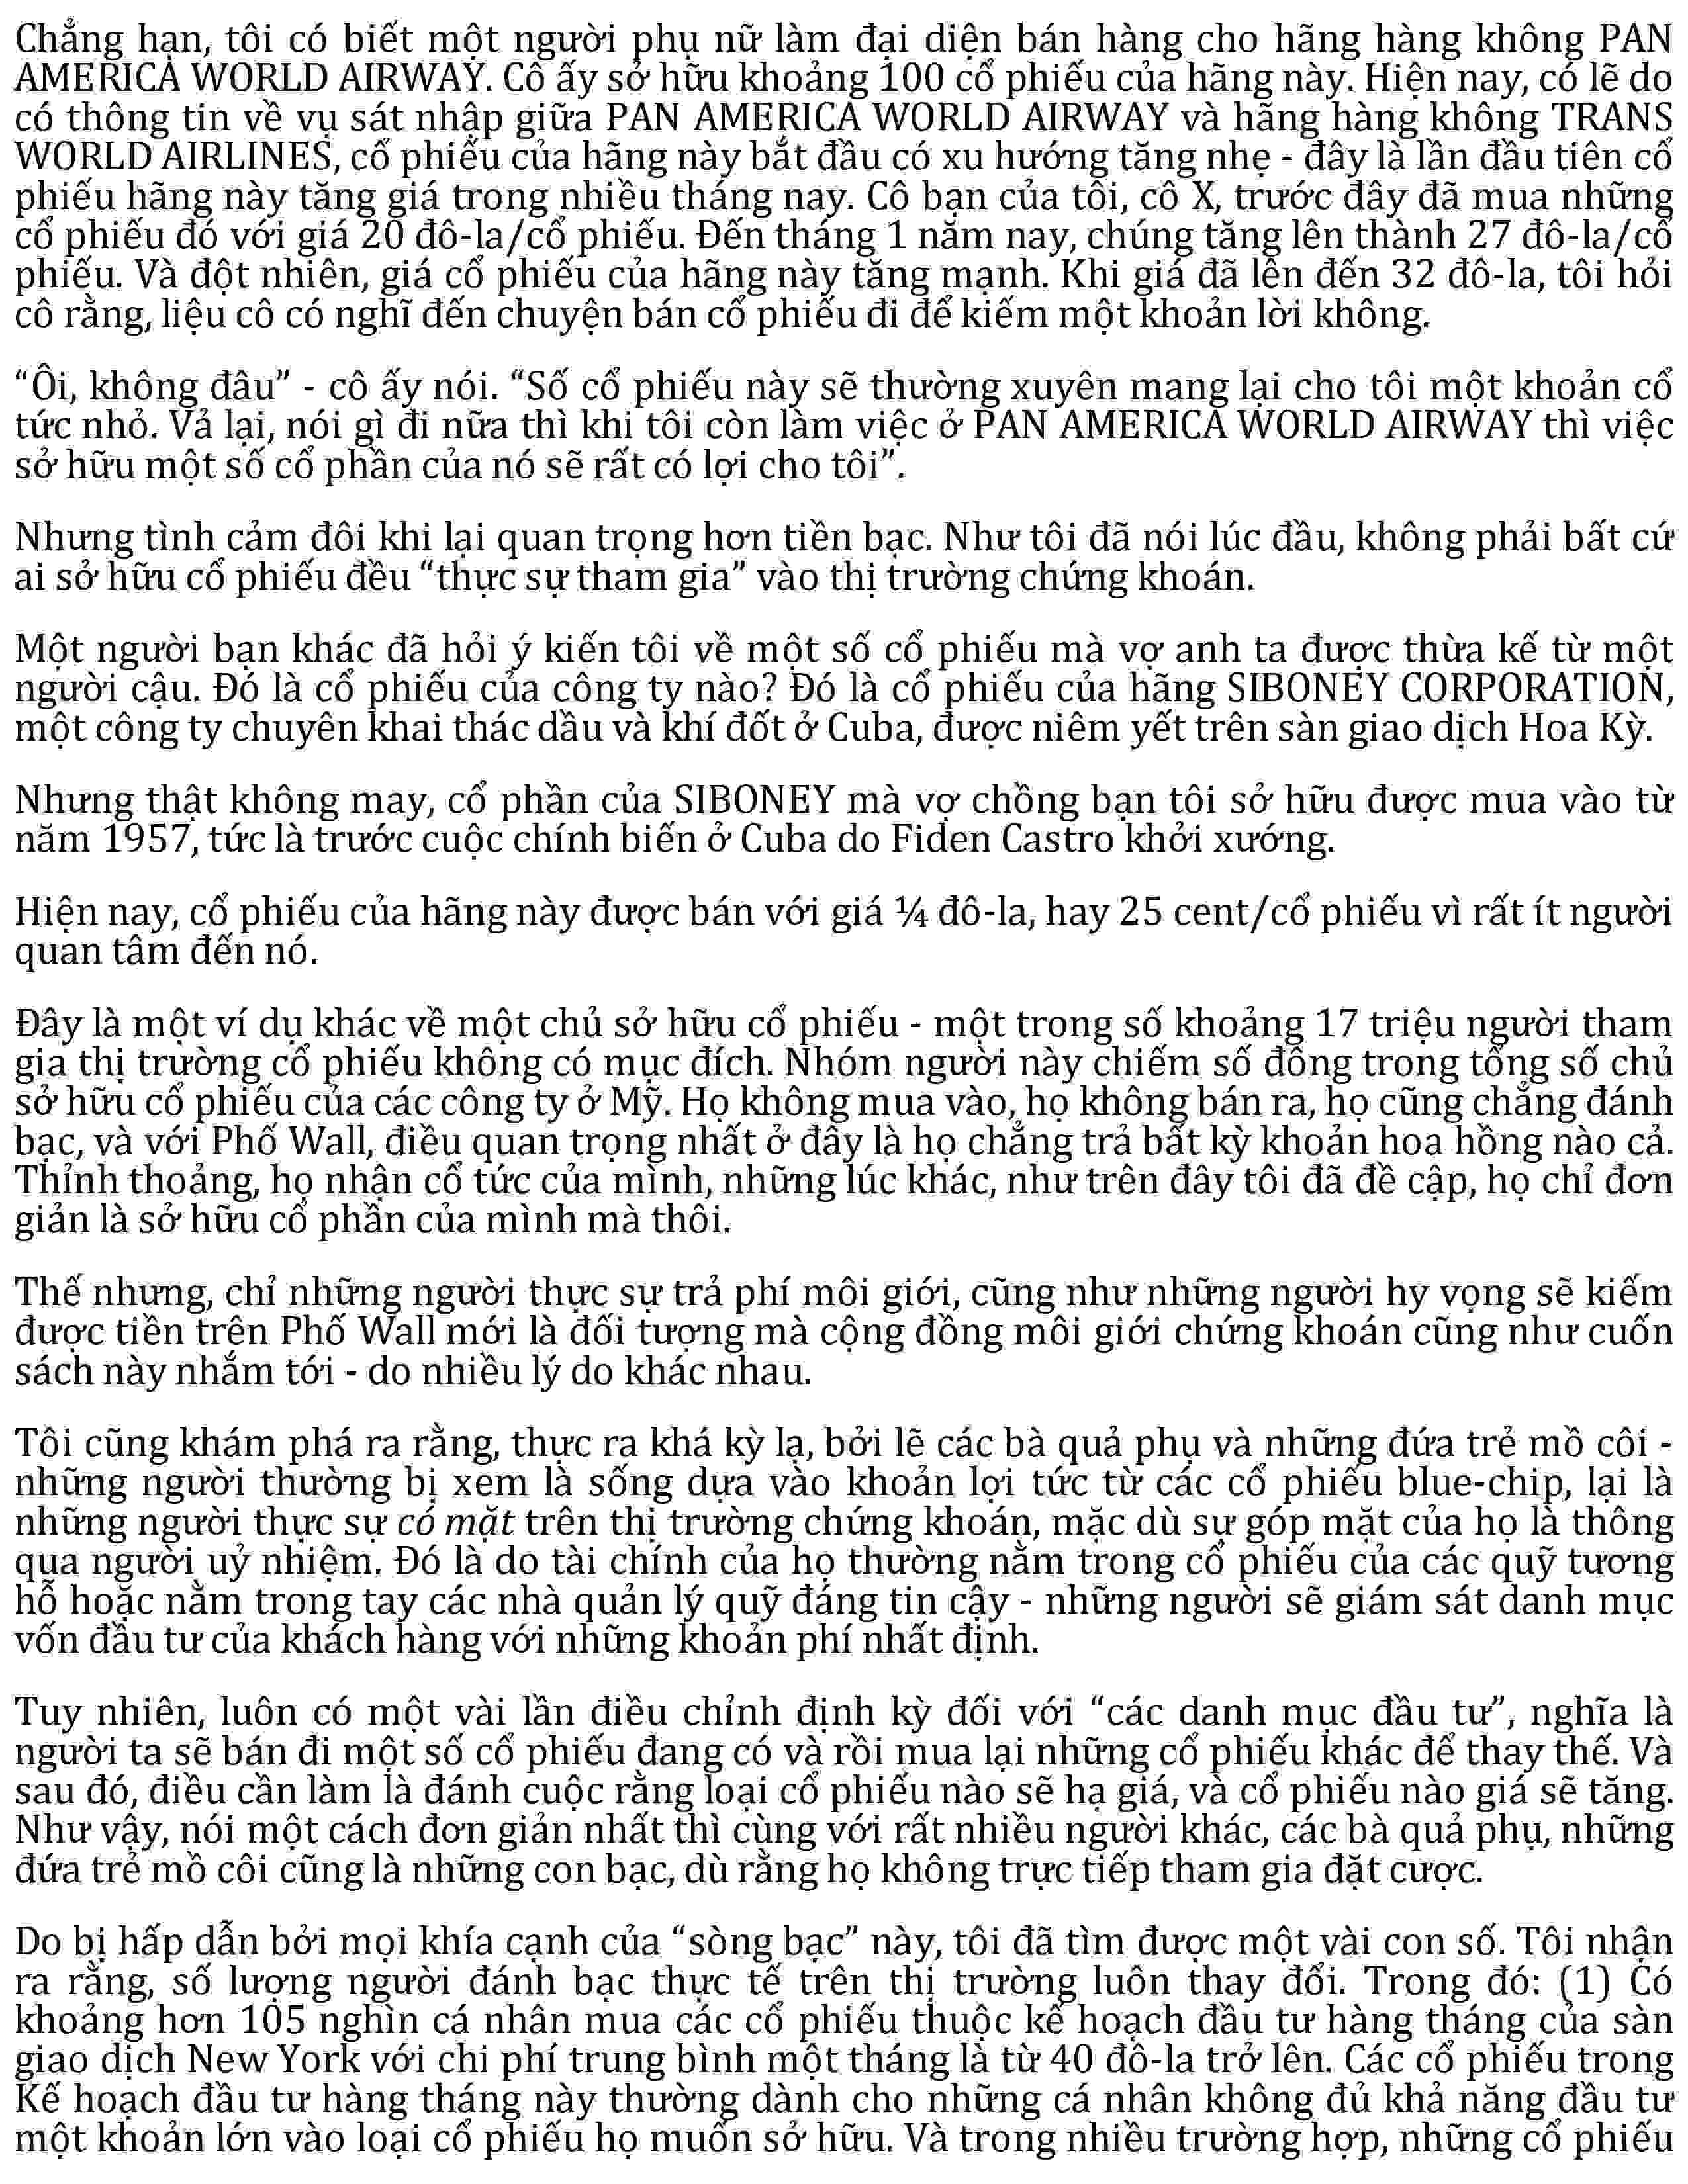 Chẳng hạn, tôi có biết một người phụ nữ làm đại diện bán hàng cho hãng hàng không PAN
AMERICA WORLD AIRWAY. Cô ấy sở hữu khoảng 100 cổ phiếu của hãng này. Hiện nay, có lẽ do
có thông tin về vụ sát nhập giữa PAN AMERICA WORLD AIRWAY và hãng hàng không TRANS
WORLD AIRLINES, cổ phiếu của hãng này bắt đầu có xu hướng tăng nhẹ - đây là lần đầu tiên cổ
phiếu hãng này tăng giá trong nhiều tháng nay. Cô bạn của tôi, cô X, trước đây đã mua những
cổ phiếu đó với giá 20 đô-la/cổ phiếu. Đến tháng 1 năm nay, chúng tăng lên thành 27 đô-la/cổ
phiếu. Và đột nhiên, giá cổ phiếu của hãng này tăng mạnh. Khi giá đã lên đến 32 đô-la, tôi hỏi
cô rằng, liệu cô có nghĩ đến chuyện bán cổ phiếu đi để kiếm một khoản lời không.
“Ôi, không đâu” - cô ấy nói. “Số cổ phiếu này sẽ thường xuyên mang lại cho tôi một khoản cổ
tức nhỏ. Vả lại, nói gì đi nữa thì khi tôi còn làm việc ở PAN AMERICA WORLD AIRWAY thì việc
sở hữu một số cổ phần của nó sẽ rất có lợi cho tôi”.
Nhưng tình cảm đôi khi lại quan trọng hơn tiền bạc. Như tôi đã nói lúc đầu, không phải bất cứ
ai sở hữu cổ phiếu đều “thực sự tham gia” vào thị trường chứng khoán.
Một người bạn khác đã hỏi ý kiến tôi về một số cổ phiếu mà vợ anh ta được thừa kế từ một
người cậu. Đó là cổ phiếu của công ty nào? Đó là cổ phiếu của hãng SIBONEY CORPORATION,
một công ty chuyên khai thác dầu và khí đốt ở Cuba, được niêm yết trên sàn giao dịch Hoa Kỳ.
Nhưng thật không may, cổ phần của SIBONEY mà vợ chồng bạn tôi sở hữu được mua vào từ
năm 1957, tức là trước cuộc chính biến ở Cuba do Fiden Castro khởi xướng.
Hiện nay, cổ phiếu của hãng này được bán với giá ¼ đô-la, hay 25 cent/cổ phiếu vì rất ít người
quan tâm đến nó.
Đây là một ví dụ khác về một chủ sở hữu cổ phiếu - một trong số khoảng 17 triệu người tham
gia thị trường cổ phiếu không có mục đích. Nhóm người này chiếm số đông trong tổng số chủ
sở hữu cổ phiếu của các công ty ở Mỹ. Họ không mua vào, họ không bán ra, họ cũng chẳng đánh
bạc, và với Phố Wall, điều quan trọng nhất ở đây là họ chẳng trả bất kỳ khoản hoa hồng nào cả.
Thỉnh thoảng, họ nhận cổ tức của mình, những lúc khác, như trên đây tôi đã đề cập, họ chỉ đơn
giản là sở hữu cổ phần của mình mà thôi.
Thế nhưng, chỉ những người thực sự trả phí môi giới, cũng như những người hy vọng sẽ kiếm
được tiền trên Phố Wall mới là đối tượng mà cộng đồng môi giới chứng khoán cũng như cuốn
sách này nhắm tới - do nhiều lý do khác nhau.
Tôi cũng khám phá ra rằng, thực ra khá kỳ lạ, bởi lẽ các bà quả phụ và những đứa trẻ mồ côi -
những người thường bị xem là sống dựa vào khoản lợi tức từ các cổ phiếu blue-chip, lại là
những người thực sự có mặt trên thị trường chứng khoán, mặc dù sự góp mặt của họ là thông
qua người uỷ nhiệm. Đó là do tài chính của họ thường nằm trong cổ phiếu của các quỹ tương
hỗ hoặc nằm trong tay các nhà quản lý quỹ đáng tin cậy - những người sẽ giám sát danh mục
vốn đầu tư của khách hàng với những khoản phí nhất định.
Tuy nhiên, luôn có một vài lần điều chỉnh định kỳ đối với “các danh mục đầu tư”, nghĩa là
người ta sẽ bán đi một số cổ phiếu đang có và rồi mua lại những cổ phiếu khác để thay thế. Và
sau đó, điều cần làm là đánh cuộc rằng loại cổ phiếu nào sẽ hạ giá, và cổ phiếu nào giá sẽ tăng.
Như vậy, nói một cách đơn giản nhất thì cùng với rất nhiều người khác, các bà quả phụ, những
đứa trẻ mồ côi cũng là những con bạc, dù rằng họ không trực tiếp tham gia đặt cược.
Do bị hấp dẫn bởi mọi khía cạnh của “sòng bạc” này, tôi đã tìm được một vài con số. Tôi nhận
ra rằng, số lượng người đánh bạc thực tế trên thị trường luôn thay đổi. Trong đó: (1) Có
khoảng hơn 105 nghìn cá nhân mua các cổ phiếu thuộc kế hoạch đầu tư hàng tháng của sàn
giao dịch New York với chi phí trung bình một tháng là từ 40 đô-la trở lên. Các cổ phiếu trong
Kế hoạch đầu tư hàng tháng này thường dành cho những cá nhân không đủ khả năng đầu tư
một khoản lớn vào loại cổ phiếu họ muốn sở hữu. Và trong nhiều trường hợp, những cổ phiếu